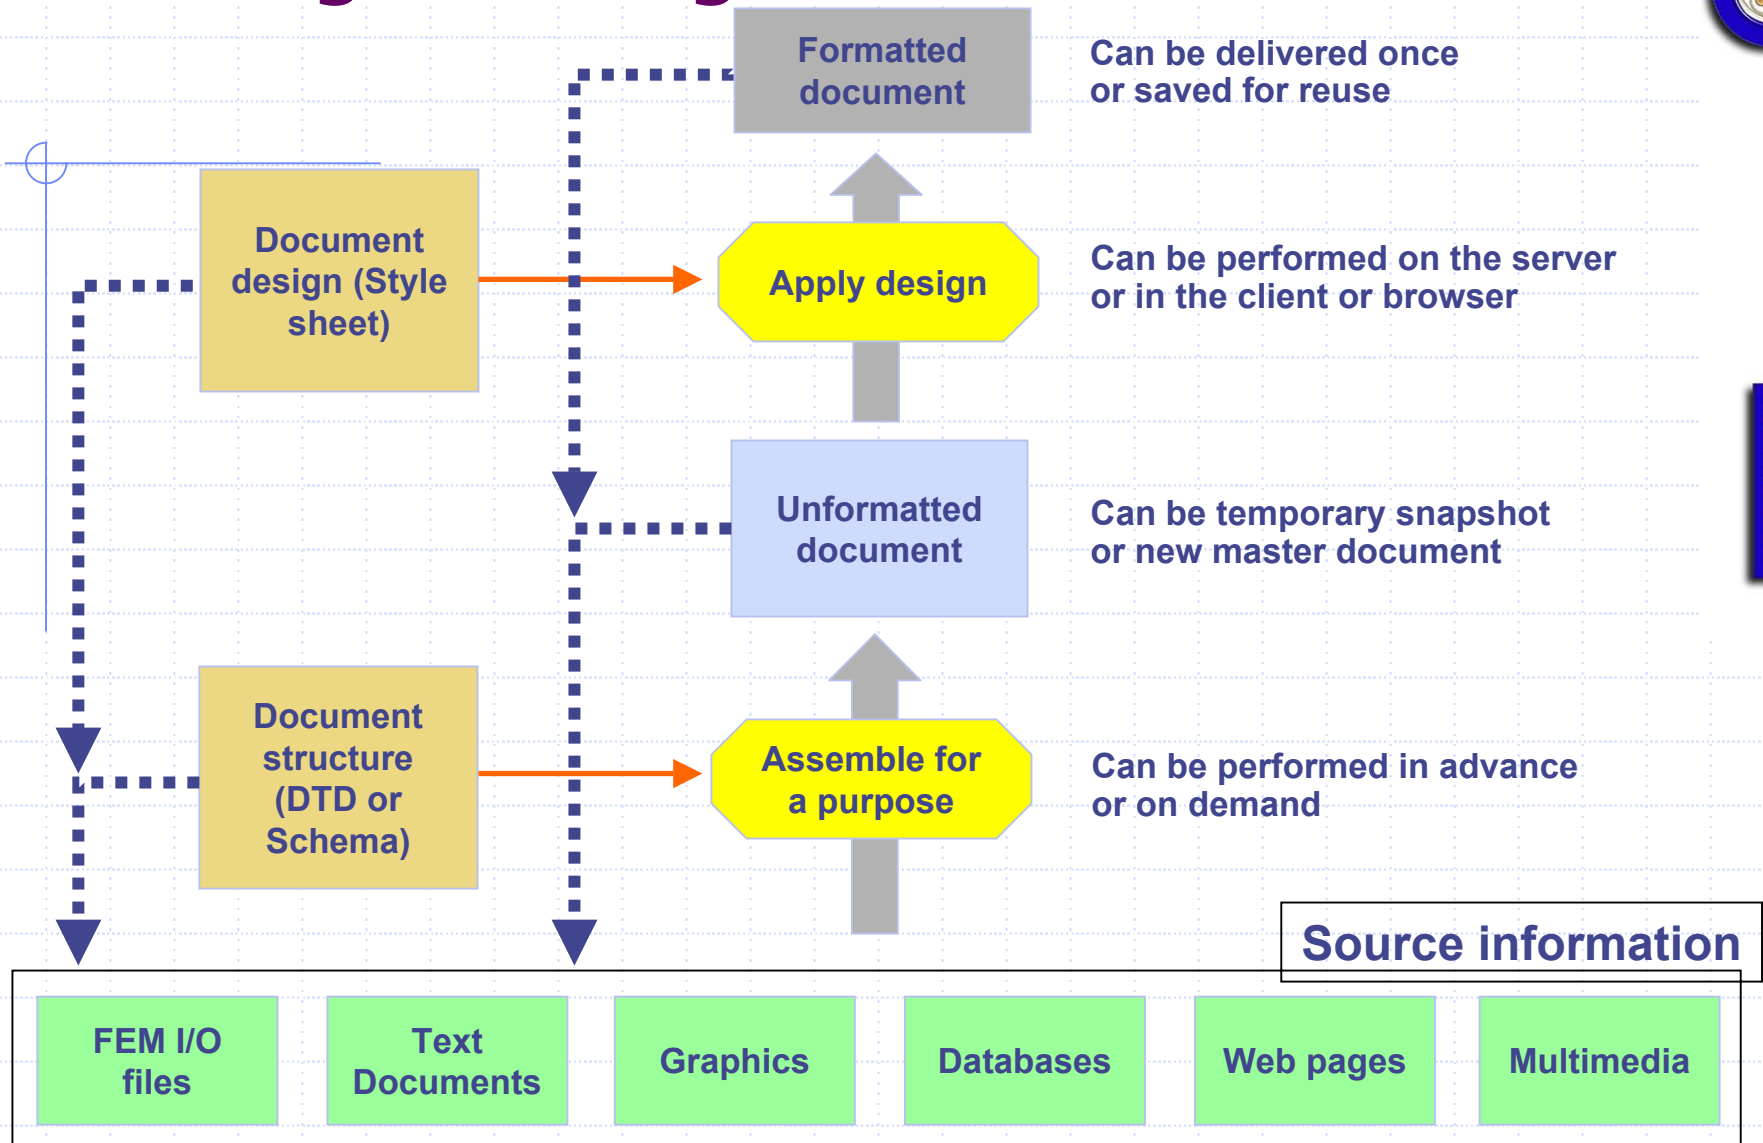 Formatted
document
Can be delivered once
or saved for reuse
Document
design (Style
sheet)
Apply design
Can be performed on the server
or in the client or browser
Unformatted
document
Can be temporary snapshot
or new master document
Document
structure
(DTD or
Schema)
Assemble for
a purpose
Can be performed in advance
or on demand
Source information
FEM I/O
files
Text
Documents
Graphics
Databases
Web pages
Multimedia